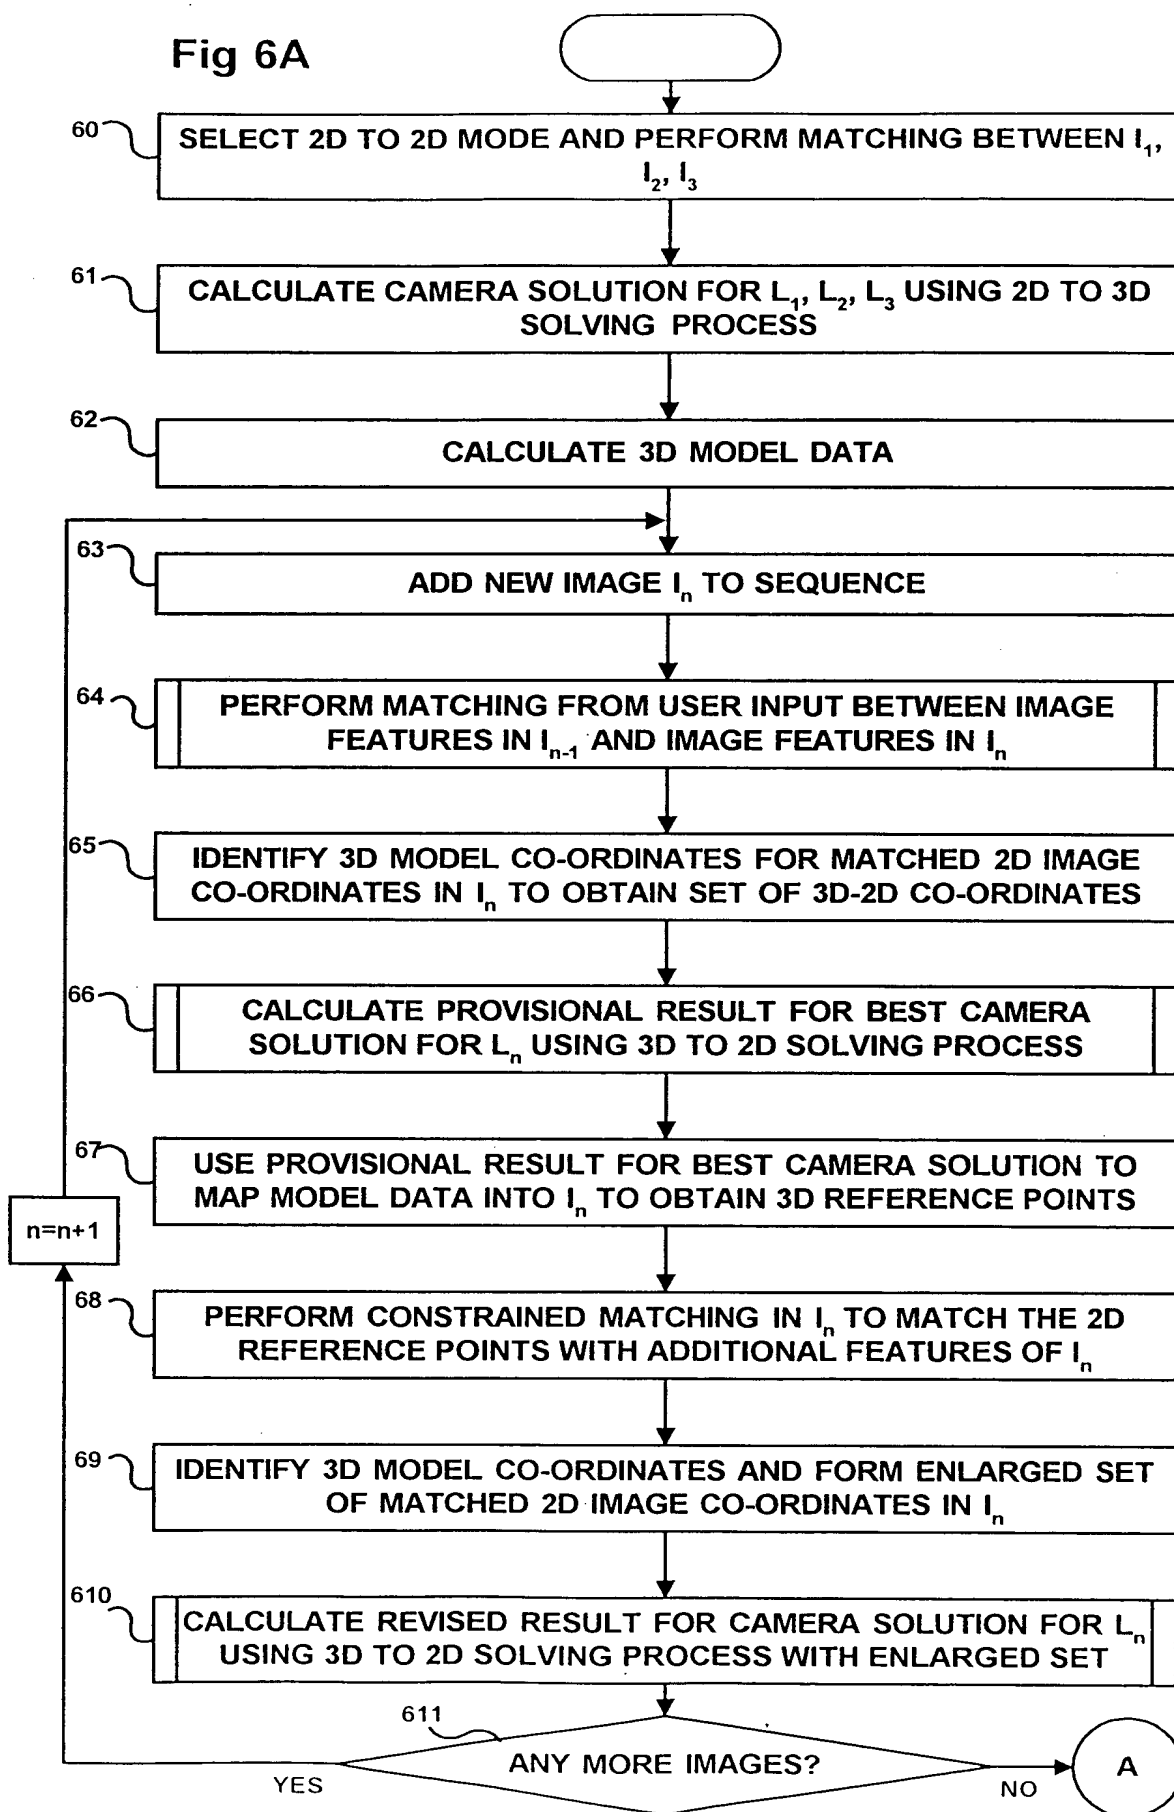 Fig 6A
60
SELECT 2D TO 2D MODE AND PERFORM MATCHING BETWEEN I₁,
I₂, I₃
61
CALCULATE CAMERA SOLUTION FOR L₁, L₂, L₃ USING 2D TO 3D
SOLVING PROCESS
62
CALCULATE 3D MODEL DATA
63
ADD NEW IMAGE Iₙ TO SEQUENCE
64
PERFORM MATCHING FROM USER INPUT BETWEEN IMAGE
FEATURES IN Iₙ₋₁ AND IMAGE FEATURES IN Iₙ
65
IDENTIFY 3D MODEL CO-ORDINATES FOR MATCHED 2D IMAGE
CO-ORDINATES IN Iₙ TO OBTAIN SET OF 3D-2D CO-ORDINATES
66
CALCULATE PROVISIONAL RESULT FOR BEST CAMERA
SOLUTION FOR Lₙ USING 3D TO 2D SOLVING PROCESS
67
USE PROVISIONAL RESULT FOR BEST CAMERA SOLUTION TO
MAP MODEL DATA INTO Iₙ TO OBTAIN 3D REFERENCE POINTS
n=n+1
68
PERFORM CONSTRAINED MATCHING IN Iₙ TO MATCH THE 2D
REFERENCE POINTS WITH ADDITIONAL FEATURES OF Iₙ
69
IDENTIFY 3D MODEL CO-ORDINATES AND FORM ENLARGED SET
OF MATCHED 2D IMAGE CO-ORDINATES IN Iₙ
610
CALCULATE REVISED RESULT FOR CAMERA SOLUTION FOR Lₙ
USING 3D TO 2D SOLVING PROCESS WITH ENLARGED SET
611
ANY MORE IMAGES?
YES
NO
A